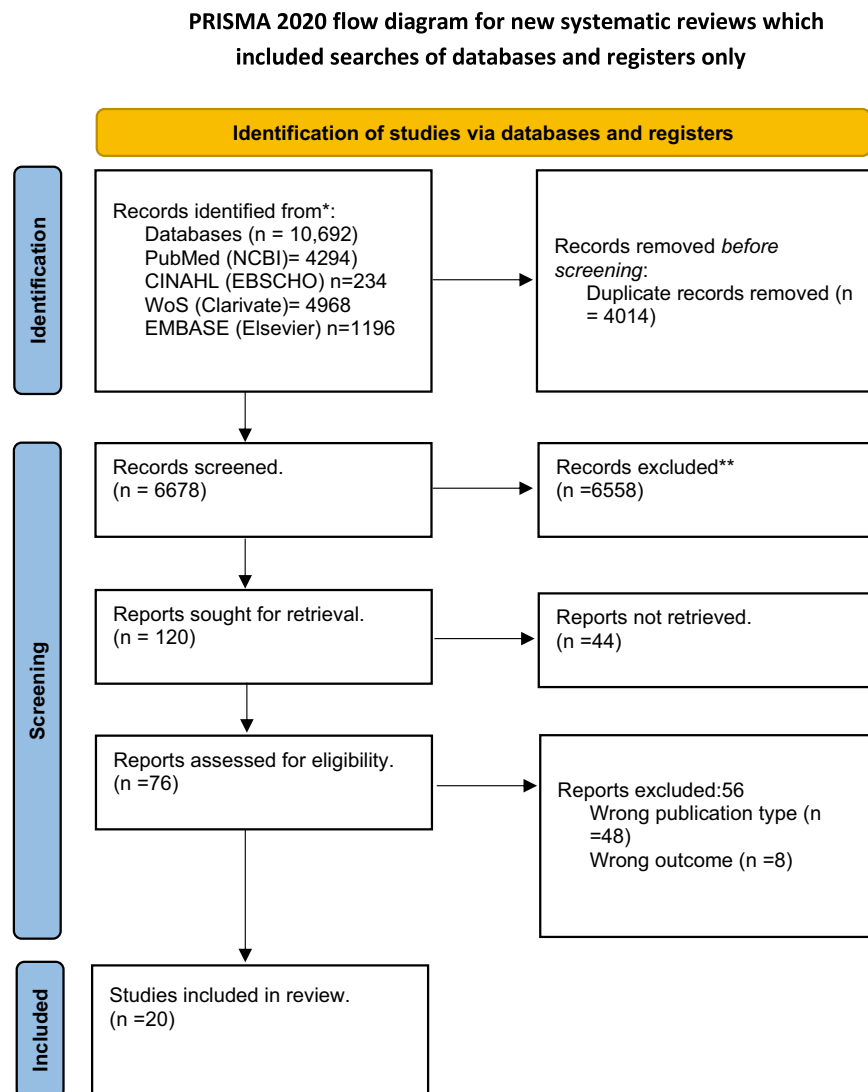 PRISMA 2020 flow diagram for new systematic reviews which
included searches of databases and registers only
Identification of studies via databases and registers
Identification
Records identified from*:
Databases (n = 10,692)
PubMed (NCBI)= 4294)
CINAHL (EBSCHO) n=234
WoS (Clarivate)= 4968
EMBASE (Elsevier) n=1196
Records removed before
screening:
Duplicate records removed (n
= 4014)
Screening
Records screened.
(n = 6678)
Records excluded**
(n =6558)
Reports sought for retrieval.
(n = 120)
Reports not retrieved.
(n =44)
Reports assessed for eligibility.
(n =76)
Reports excluded:56
Wrong publication type (n
=48)
Wrong outcome (n =8)
Included
Studies included in review.
(n =20)